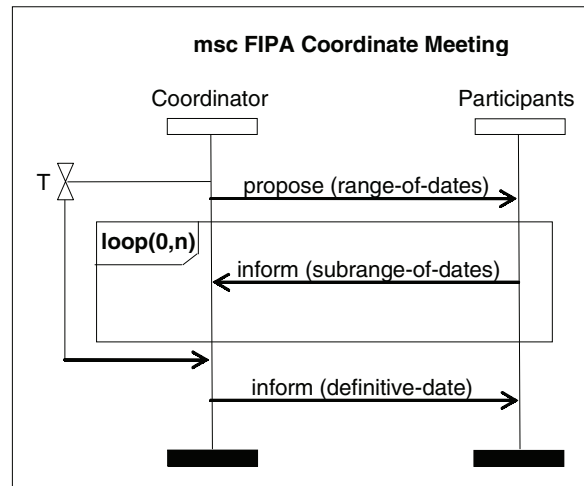 msc FIPA Coordinate Meeting
Coordinator
Participants
T
propose (range-of-dates)
loop(0,n)
inform (subrange-of-dates)
inform (definitive-date)